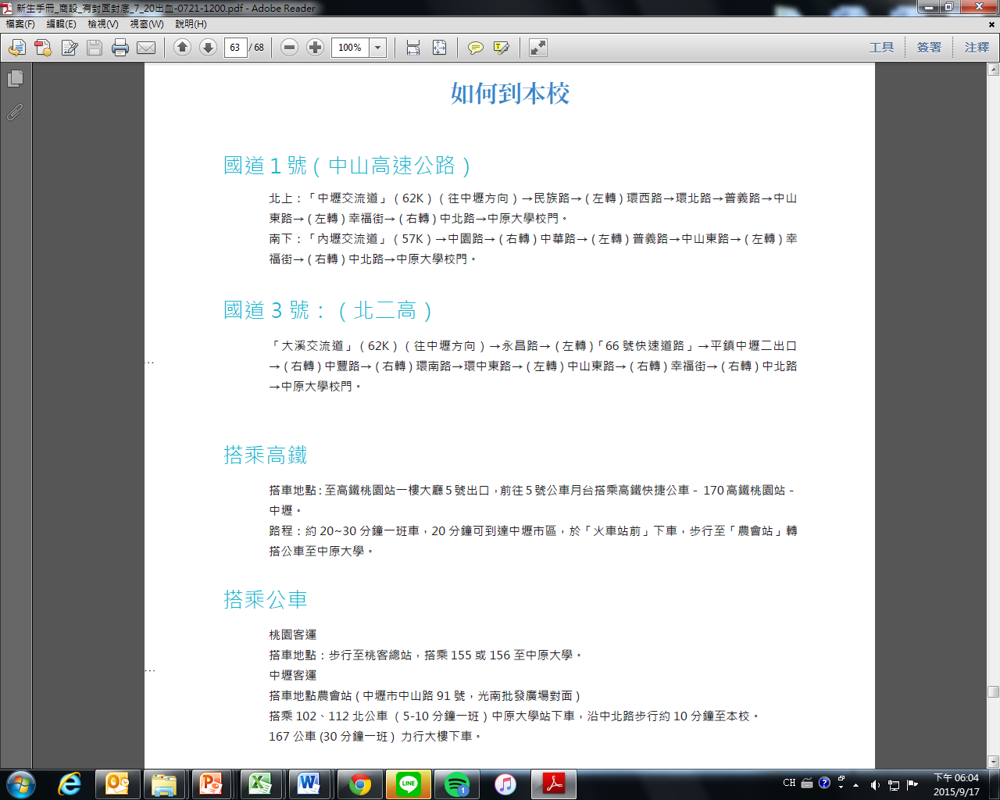 新生手冊_商設_有封面封底_7_20出血-0721-1200.pdf - Adobe Reader
檔案(F) 編輯(E) 檢視(V) 視窗(W) 說明(H)
63 / 68 100% 工具 簽署 注釋
如何到本校
國道 1 號 ( 中山高速公路 )
北上：「中壢交流道」（62K）（往中壢方向）→民族路→ ( 左轉 ) 環西路→環北路→普義路→中山
東路→ ( 左轉 ) 幸福街→ ( 右轉 ) 中北路→中原大學校門。
南下：「內壢交流道」（57K）→中園路→ ( 右轉 ) 中華路→ ( 左轉 ) 普義路→中山東路→ ( 左轉 ) 幸
福街→ ( 右轉 ) 中北路→中原大學校門。
國道 3 號：（北二高）
「大溪交流道」（62K）（往中壢方向）→永昌路→ ( 左轉 )「66 號快速道路」→平鎮中壢二出口
→ ( 右轉 ) 中豐路→ ( 右轉 ) 環南路→環中東路→ ( 左轉 ) 中山東路→ ( 右轉 ) 幸福街→ ( 右轉 ) 中北路
→中原大學校門。
搭乘高鐵
搭車地點 : 至高鐵桃園站一樓大廳 5 號出口，前往 5 號公車月台搭乘高鐵快捷公車 - 170 高鐵桃園站 -
中壢。
路程：約 20~30 分鐘一班車，20 分鐘可到達中壢市區，於「火車站前」下車，步行至「農會站」轉
搭公車至中原大學。
搭乘公車
桃園客運
搭車地點：步行至桃客總站，搭乘 155 或 156 至中原大學。
中壢客運
搭車地點農會站 ( 中壢市中山路 91 號，光南批發廣場對面 )
搭乘 102、112 北公車 （5-10 分鐘一班 ) 中原大學站下車，沿中北路步行約 10 分鐘至本校。
167 公車 (30 分鐘一班 ) 力行大樓下車。
CH 下午 06:04
2015/9/17
LINE